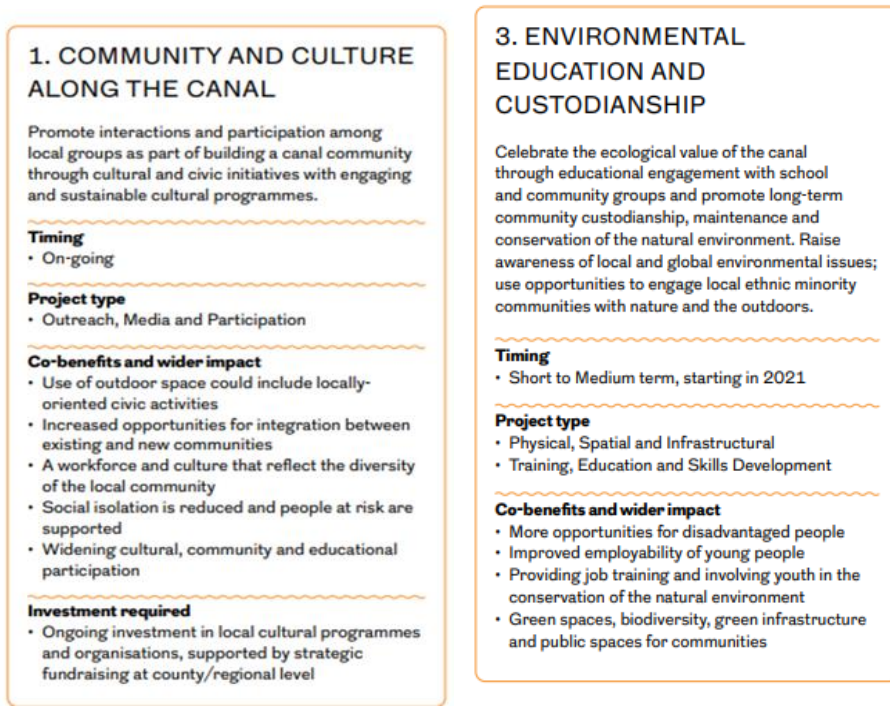 1. COMMUNITY AND CULTURE
ALONG THE CANAL
Promote interactions and participation among
local groups as part of building a canal community
through cultural and civic initiatives with engaging
and sustainable cultural programmes.
Timing
• On-going
Project type
• Outreach, Media and Participation
Co-benefits and wider impact
• Use of outdoor space could include locally-
oriented civic activities
• Increased opportunities for integration between
existing and new communities
• A workforce and culture that reflect the diversity
of the local community
• Social isolation is reduced and people at risk are
supported
• Widening cultural, community and educational
participation
Investment required
• Ongoing investment in local cultural programmes
and organisations, supported by strategic
fundraising at county/regional level
3. ENVIRONMENTAL
EDUCATION AND
CUSTODIANSHIP
Celebrate the ecological value of the canal
through educational engagement with school
and community groups and promote long-term
community custodianship, maintenance and
conservation of the natural environment. Raise
awareness of local and global environmental issues;
use opportunities to engage local ethnic minority
communities with nature and the outdoors.
Timing
• Short to Medium term, starting in 2021
Project type
• Physical, Spatial and Infrastructural
• Training, Education and Skills Development
Co-benefits and wider impact
• More opportunities for disadvantaged people
• Improved employability of young people
• Providing job training and involving youth in the
conservation of the natural environment
• Green spaces, biodiversity, green infrastructure
and public spaces for communities